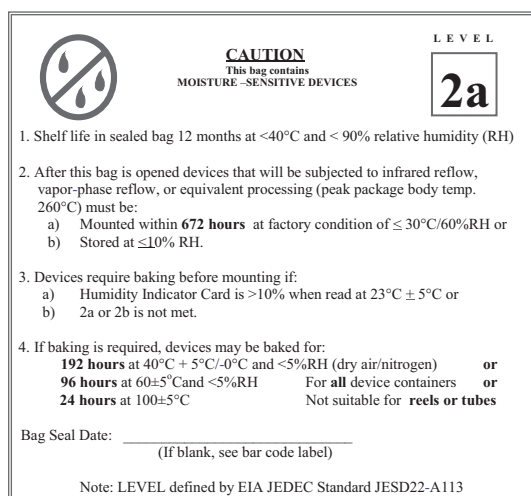 L E V E L
CAUTION
This bag contains
MOISTURE –SENSITIVE DEVICES
2a
1. Shelf life in sealed bag 12 months at <40°C and < 90% relative humidity (RH)
2. After this bag is opened devices that will be subjected to infrared reflow,
vapor-phase reflow, or equivalent processing (peak package body temp.
260°C) must be:
a) Mounted within 672 hours at factory condition of ≤ 30°C/60%RH or
b) Stored at ≤10% RH.
3. Devices require baking before mounting if:
a) Humidity Indicator Card is >10% when read at 23°C ± 5°C or
b) 2a or 2b is not met.
4. If baking is required, devices may be baked for:
192 hours at 40°C + 5°C/-0°C and <5%RH (dry air/nitrogen) or
96 hours at 60±5°Cand <5%RH For all device containers or
24 hours at 100±5°C Not suitable for reels or tubes
Bag Seal Date: ______________________________
(If blank, see bar code label)
Note: LEVEL defined by EIA JEDEC Standard JESD22-A113